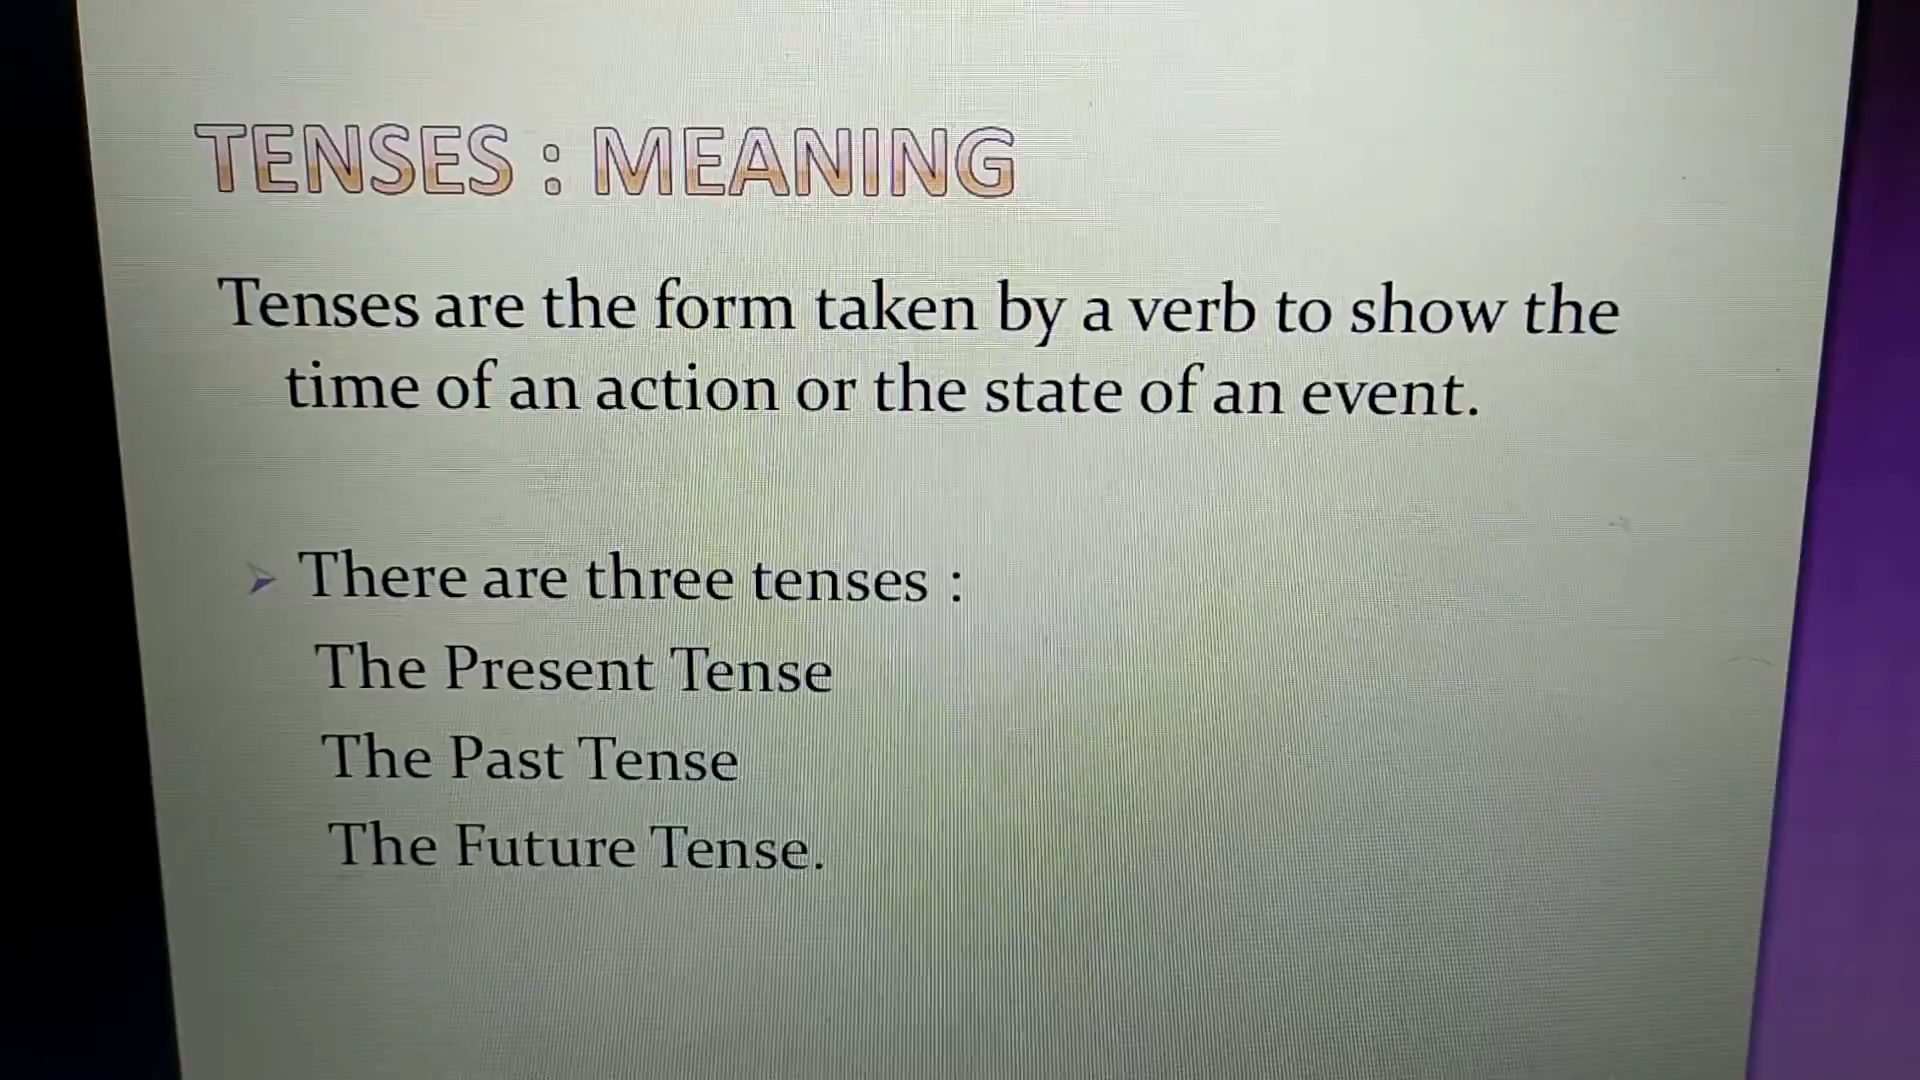 TENSES : MEANING
Tenses are the form taken by a verb to show the
time of an action or the state of an event.
There are three tenses :
The Present Tense
The Past Tense
The Future Tense.